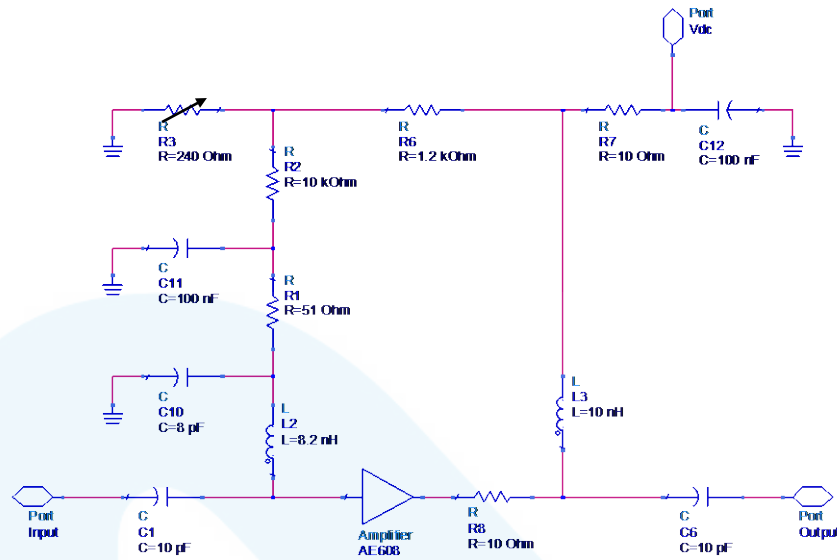 Port
Vdc
R
R3
R=240 Ohm
R
R6
R=1.2 kOhm
R
R7
R=10 Ohm
C
C12
C=100 nF
R
R2
R=10 kOhm
C
C11
C=100 nF
R
R1
R=51 Ohm
C
C10
C=8 pF
L
L2
L=8.2 nH
L
L3
L=10 nH
Port
Input
C
C1
C=10 pF
Amplifier
AE608
R
R8
R=10 Ohm
C
C6
C=10 pF
Port
Output